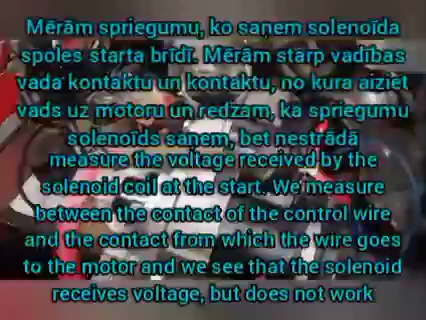 Mērām spriegumu, ko saņem solenoīda
spoles starta brīdī. Mērām starp vadības
vada kontaktu un kontaktu, no kura aiziet
vads uz motoru un redzam, ka spriegumu
solenoīds saņem, bet nestrādā
measure the voltage received by the
solenoid coil at the start. We measure
between the contact of the control wire
and the contact from which the wire goes
to the motor and we see that the solenoid
receives voltage, but does not work